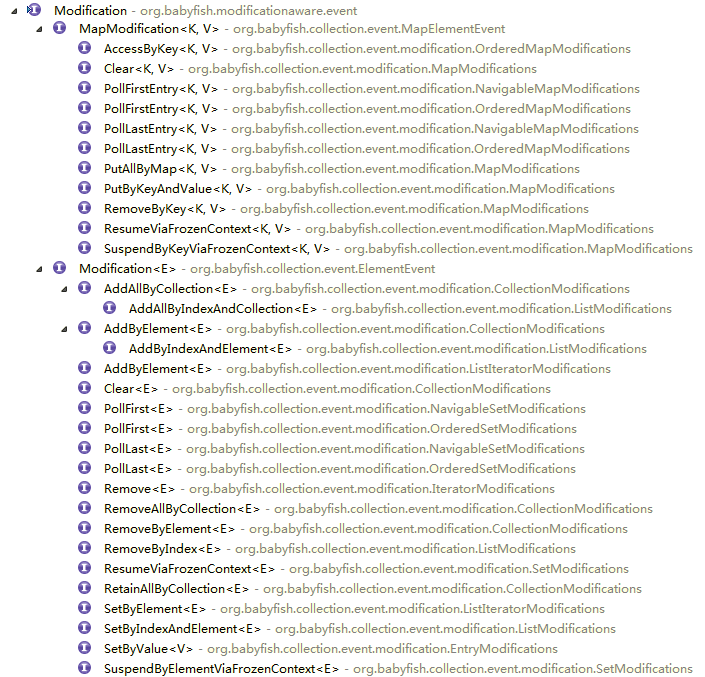 Modification - org.babyfish.modificationaware.event
MapModification<K, V> - org.babyfish.collection.event.MapElementEvent
AccessByKey<K, V> - org.babyfish.collection.event.modification.OrderedMapModifications
Clear<K, V> - org.babyfish.collection.event.modification.MapModifications
PollFirstEntry<K, V> - org.babyfish.collection.event.modification.NavigableMapModifications
PollFirstEntry<K, V> - org.babyfish.collection.event.modification.OrderedMapModifications
PollLastEntry<K, V> - org.babyfish.collection.event.modification.NavigableMapModifications
PollLastEntry<K, V> - org.babyfish.collection.event.modification.OrderedMapModifications
PutAllByMap<K, V> - org.babyfish.collection.event.modification.MapModifications
PutByKeyAndValue<K, V> - org.babyfish.collection.event.modification.MapModifications
RemoveByKey<K, V> - org.babyfish.collection.event.modification.MapModifications
ResumeViaFrozenContext<K, V> - org.babyfish.collection.event.modification.MapModifications
SuspendByKeyViaFrozenContext<K, V> - org.babyfish.collection.event.modification.MapModifications
Modification<E> - org.babyfish.collection.event.ElementEvent
AddAllByCollection<E> - org.babyfish.collection.event.modification.CollectionModifications
AddAllByIndexAndCollection<E> - org.babyfish.collection.event.modification.ListModifications
AddByElement<E> - org.babyfish.collection.event.modification.CollectionModifications
AddByIndexAndElement<E> - org.babyfish.collection.event.modification.ListModifications
AddByElement<E> - org.babyfish.collection.event.modification.ListIteratorModifications
Clear<E> - org.babyfish.collection.event.modification.CollectionModifications
PollFirst<E> - org.babyfish.collection.event.modification.NavigableSetModifications
PollFirst<E> - org.babyfish.collection.event.modification.OrderedSetModifications
PollLast<E> - org.babyfish.collection.event.modification.NavigableSetModifications
PollLast<E> - org.babyfish.collection.event.modification.OrderedSetModifications
Remove<E> - org.babyfish.collection.event.modification.IteratorModifications
RemoveAllByCollection<E> - org.babyfish.collection.event.modification.CollectionModifications
RemoveByElement<E> - org.babyfish.collection.event.modification.CollectionModifications
RemoveByIndex<E> - org.babyfish.collection.event.modification.ListModifications
ResumeViaFrozenContext<E> - org.babyfish.collection.event.modification.SetModifications
RetainAllByCollection<E> - org.babyfish.collection.event.modification.CollectionModifications
SetByElement<E> - org.babyfish.collection.event.modification.ListIteratorModifications
SetByIndexAndElement<E> - org.babyfish.collection.event.modification.ListModifications
SetByValue<V> - org.babyfish.collection.event.modification.EntryModifications
SuspendByElementViaFrozenContext<E> - org.babyfish.collection.event.modification.SetModifications